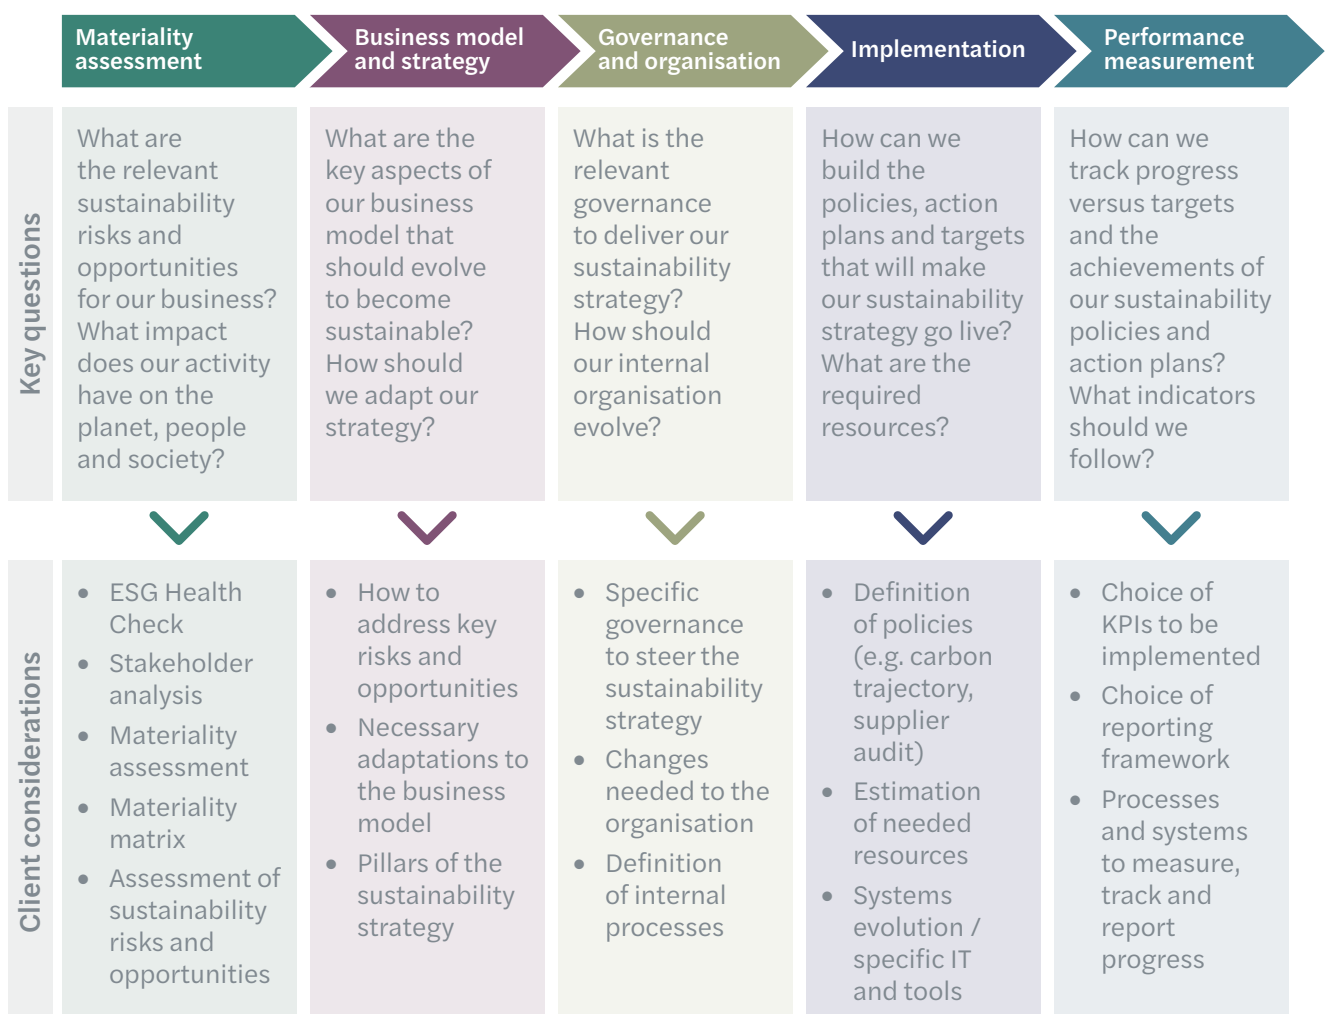 Materiality
assessment
Business model
and strategy
Governance
and organisation
Implementation
Performance
measurement
Key questions
What are
the relevant
sustainability
risks and
opportunities
for our business?
What impact
does our activity
have on the
planet, people
and society?
What are the
key aspects of
our business
model that
should evolve
to become
sustainable?
How should
we adapt our
strategy?
What is the
relevant
governance
to deliver our
sustainability
strategy?
How should
our internal
organisation
evolve?
How can we
build the
policies, action
plans and targets
that will make
our sustainability
strategy go live?
What are the
required
resources?
How can we
track progress
versus targets
and the
achievements of
our sustainability
policies and
action plans?
What indicators
should we
follow?
Client considerations
• ESG Health
Check
• Stakeholder
analysis
• Materiality
assessment
• Materiality
matrix
• Assessment of
sustainability
risks and
opportunities
• How to
address key
risks and
opportunities
• Necessary
adaptations to
the business
model
• Pillars of the
sustainability
strategy
• Specific
governance
to steer the
sustainability
strategy
• Changes
needed to the
organisation
• Definition
of internal
processes
• Definition
of policies
(e.g. carbon
trajectory,
supplier
audit)
• Estimation
of needed
resources
• Systems
evolution /
specific IT
and tools
• Choice of
KPIs to be
implemented
• Choice of
reporting
framework
• Processes
and systems
to measure,
track and
report
progress